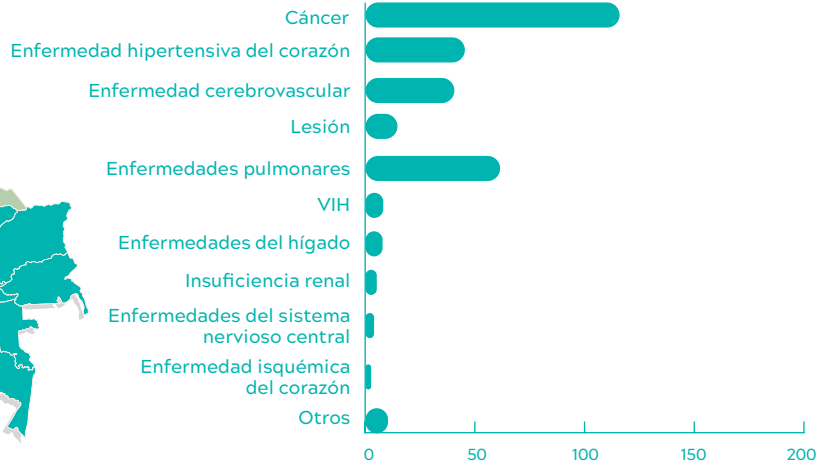 Cáncer
Enfermedad hipertensiva del corazón
Enfermedad cerebrovascular
Lesión
Enfermedades pulmonares
VIH
Enfermedades del hígado
Insuficiencia renal
Enfermedades del sistema
nervioso central
Enfermedad isquémica
del corazón
Otros
0 50 100 150 200